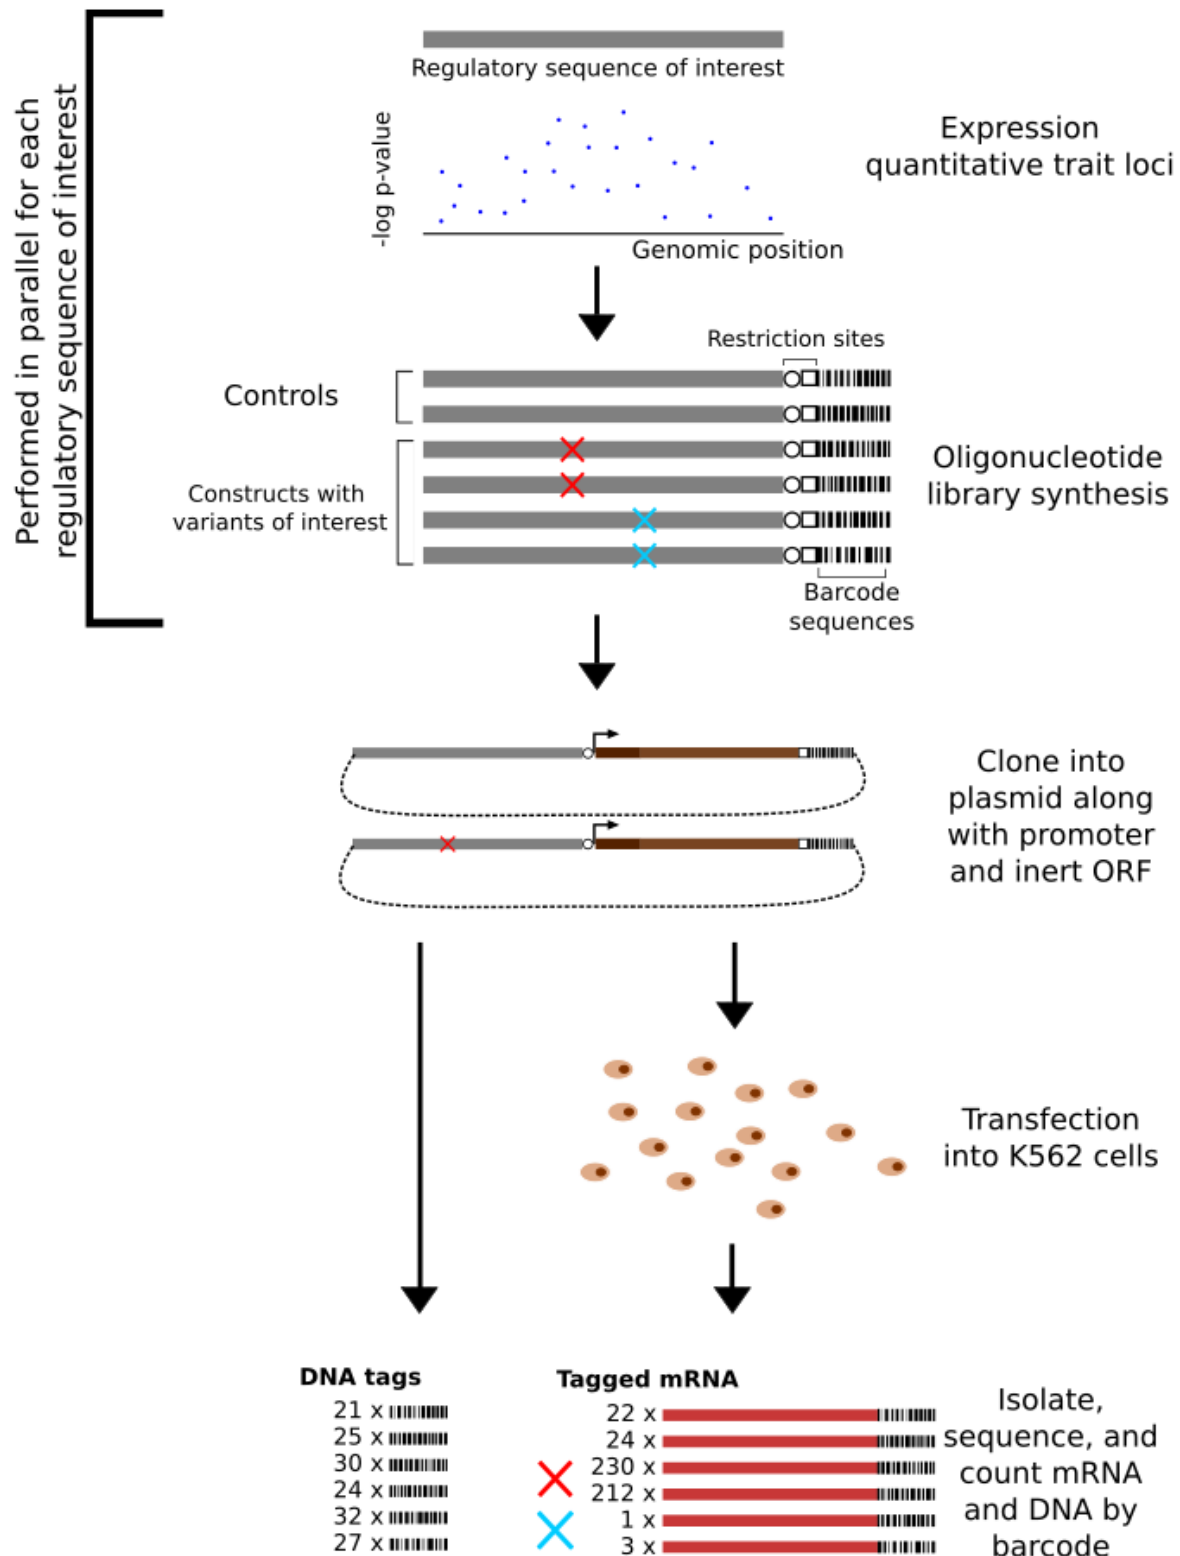 Performed in parallel for each
regulatory sequence of interest
Regulatory sequence of interest
-log p-value
Genomic position
Expression
quantitative trait loci
Restriction sites
Controls
Constructs with
variants of interest
Oligonucleotide
library synthesis
Barcode
sequences
Clone into
plasmid along
with promoter
and inert ORF
Transfection
into K562 cells
DNA tags
21 x
25 x
30 x
24 x
32 x
27 x
Tagged mRNA
22 x
24 x
230 x
212 x
1 x
3 x
Isolate,
sequence, and
count mRNA
and DNA by
barcode